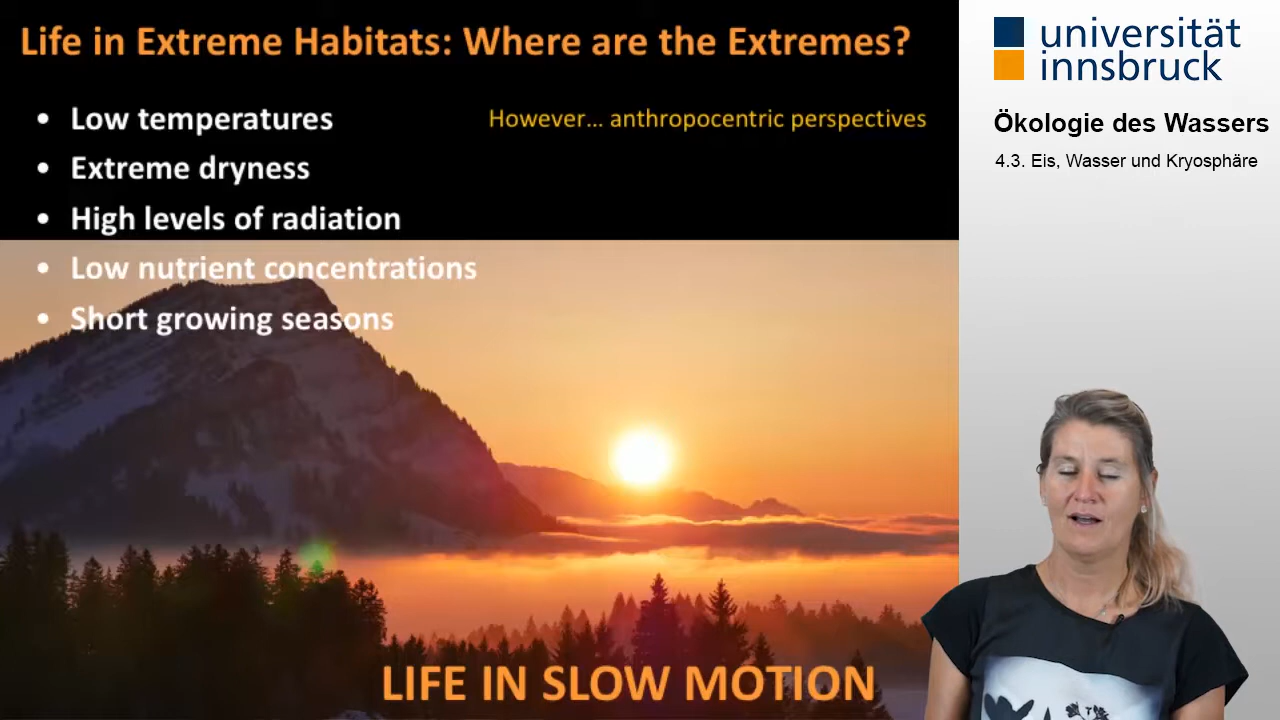 Life in Extreme Habitats: Where are the Extremes?
• Low temperatures
However... anthropocentric perspectives
• Extreme dryness
• High levels of radiation
• Low nutrient concentrations
• Short growing seasons
LIFE IN SLOW MOTION
universität
innsbruck
Ökologie des Wassers
4.3. Eis, Wasser und Kryosphäre